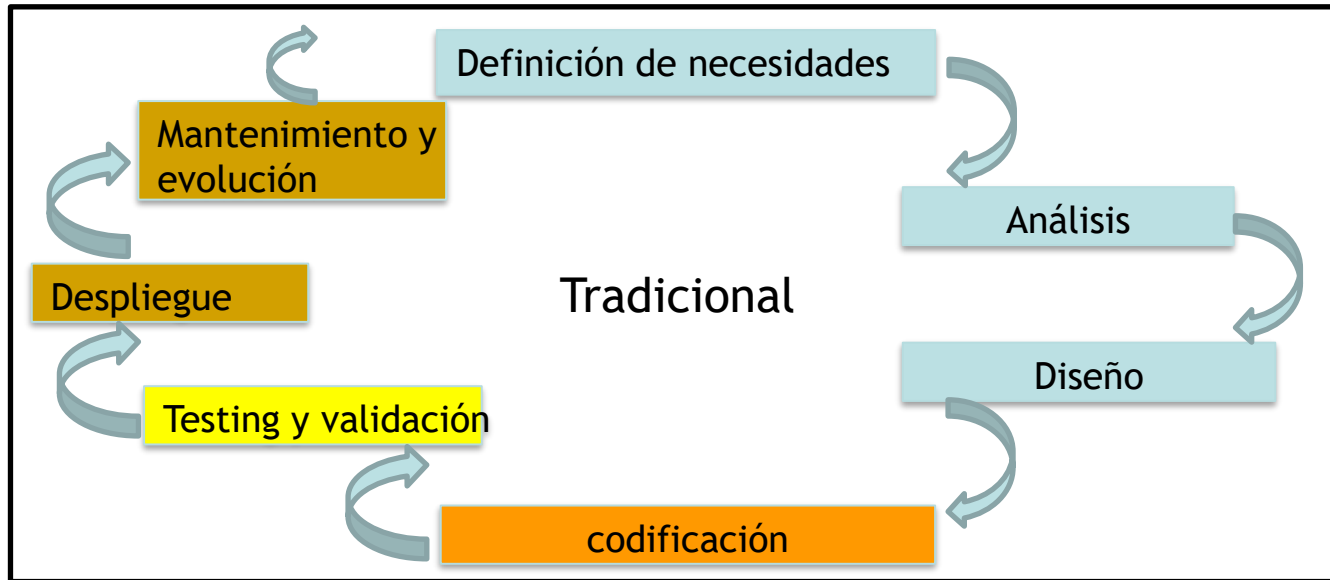 Definición de necesidades
Análisis
Diseño
codificación
Testing y validación
Despliegue
Mantenimiento y
evolución
Tradicional